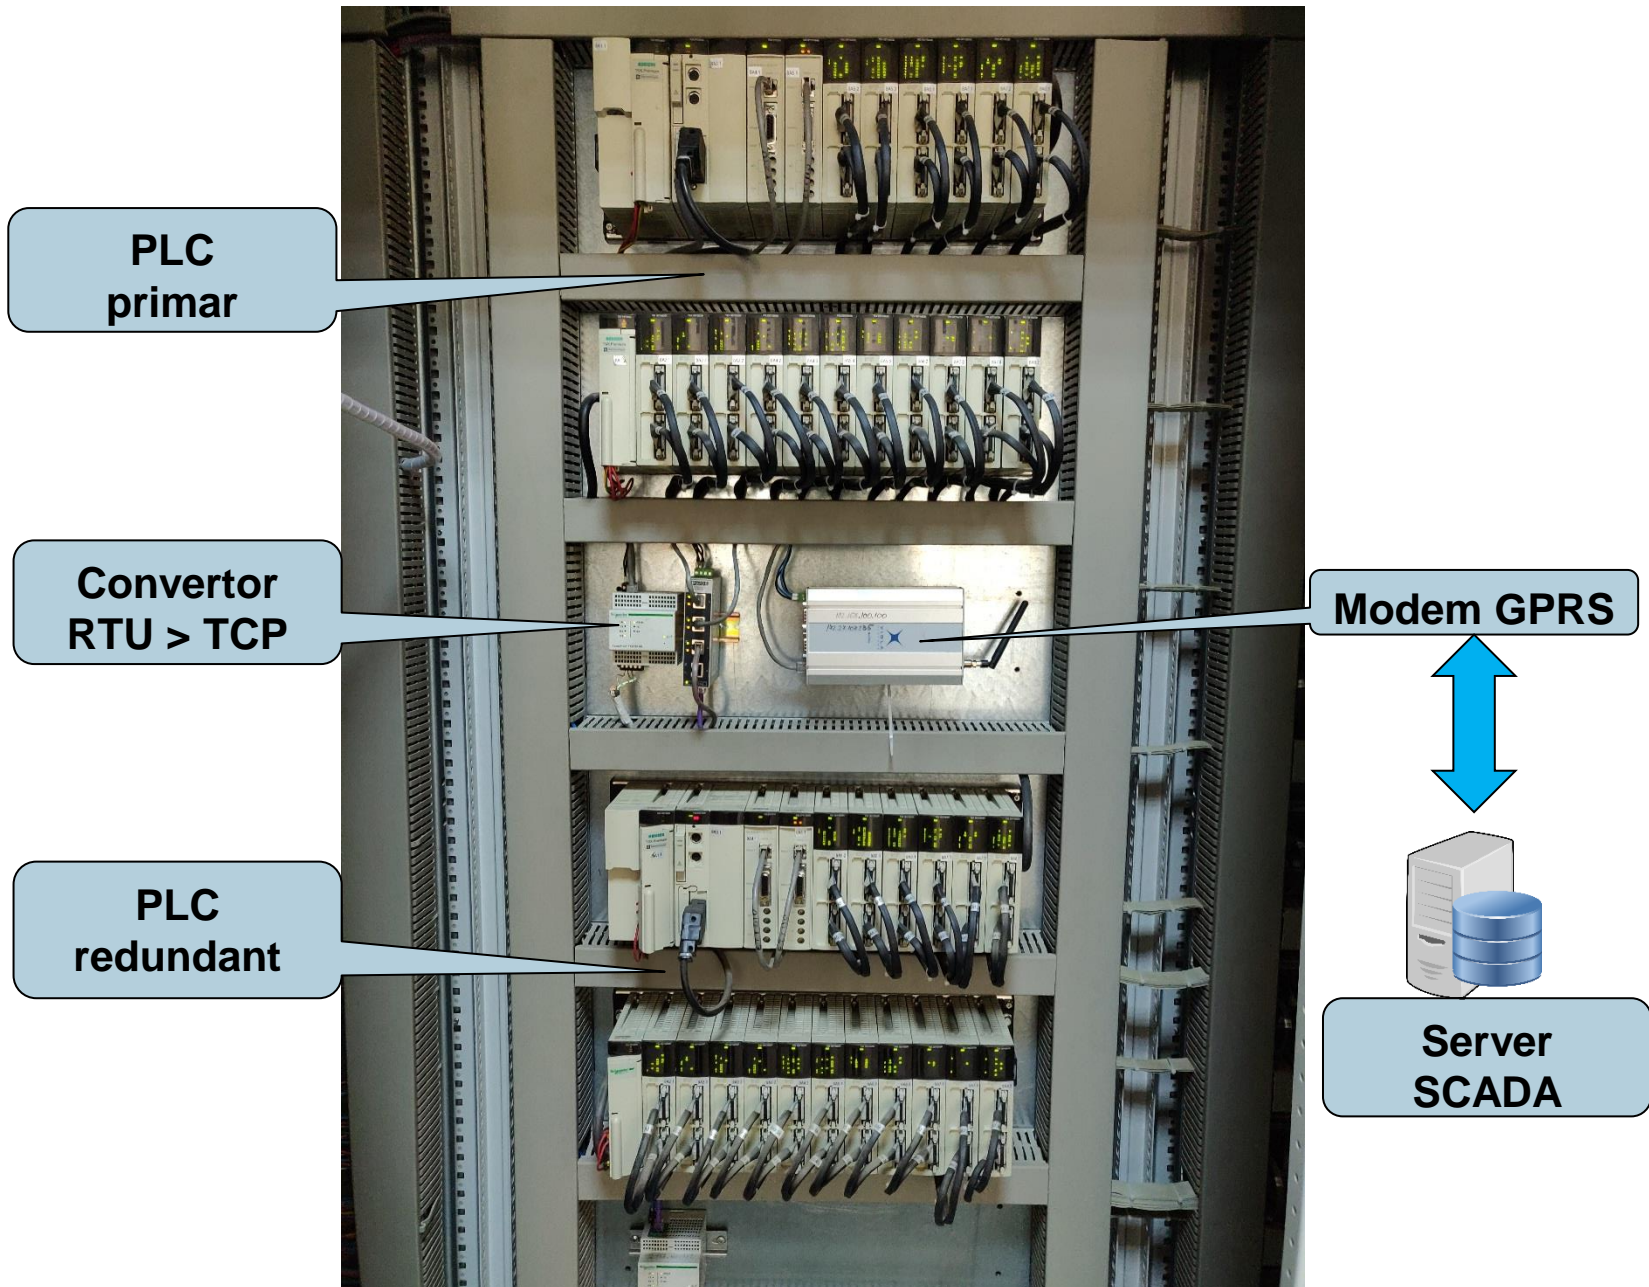 PLC
primar
Convertor
RTU > TCP
Modem GPRS
PLC
redundant
Server
SCADA